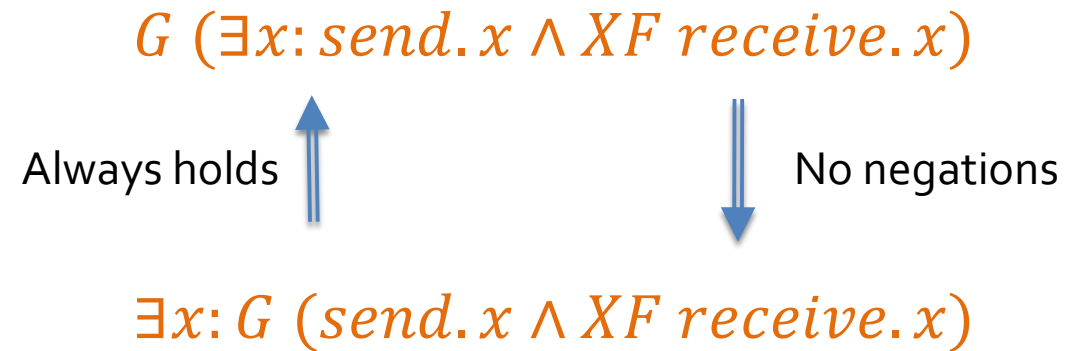 G (∃x: send. x ∧ XF receive. x)
Always holds
No negations
∃x: G (send. x ∧ XF receive. x)